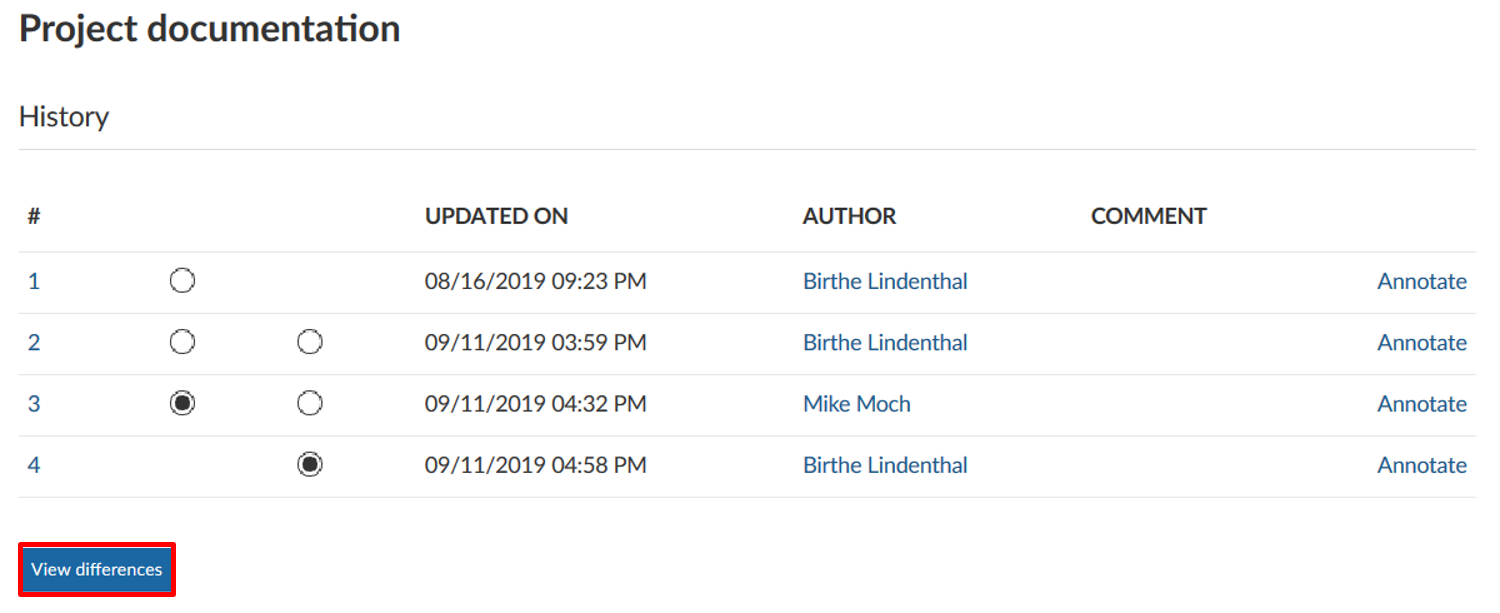 Project documentation
History
# UPDATED ON AUTHOR COMMENT
1 08/16/2019 09:23 PM Birthe Lindenthal Annotate
2 09/11/2019 03:59 PM Birthe Lindenthal Annotate
3 09/11/2019 04:32 PM Mike Moch Annotate
4 09/11/2019 04:58 PM Birthe Lindenthal Annotate
View differences